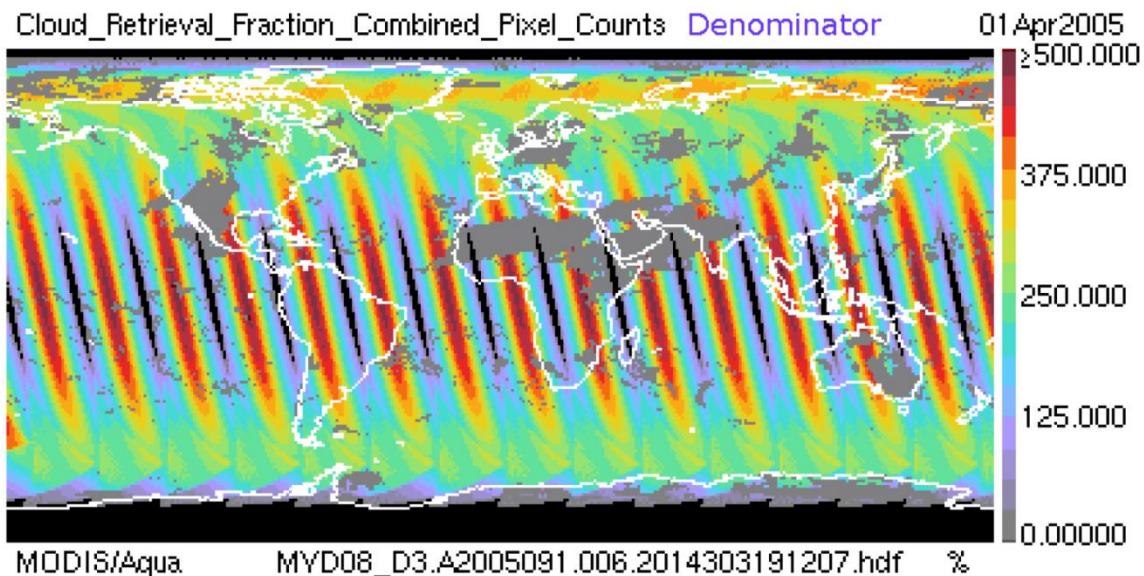 Cloud_Retrieval_Fraction_Combined_Pixel_Counts Denominator 01Apr2005
≥500.000
375.000
250.000
125.000
0.00000
MODIS/Aqua MYD08_D3.A2005091.006.2014303191207.hdf %